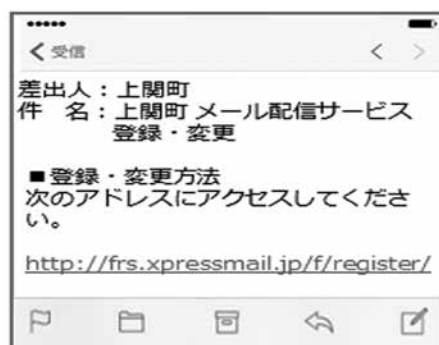 受信
差出人：上関町
件　名：上関町 メール配信サービス
登録・変更
■登録・変更方法
次のアドレスにアクセスしてくださ
い。
http://frs.xpressmail.jp/f/register/